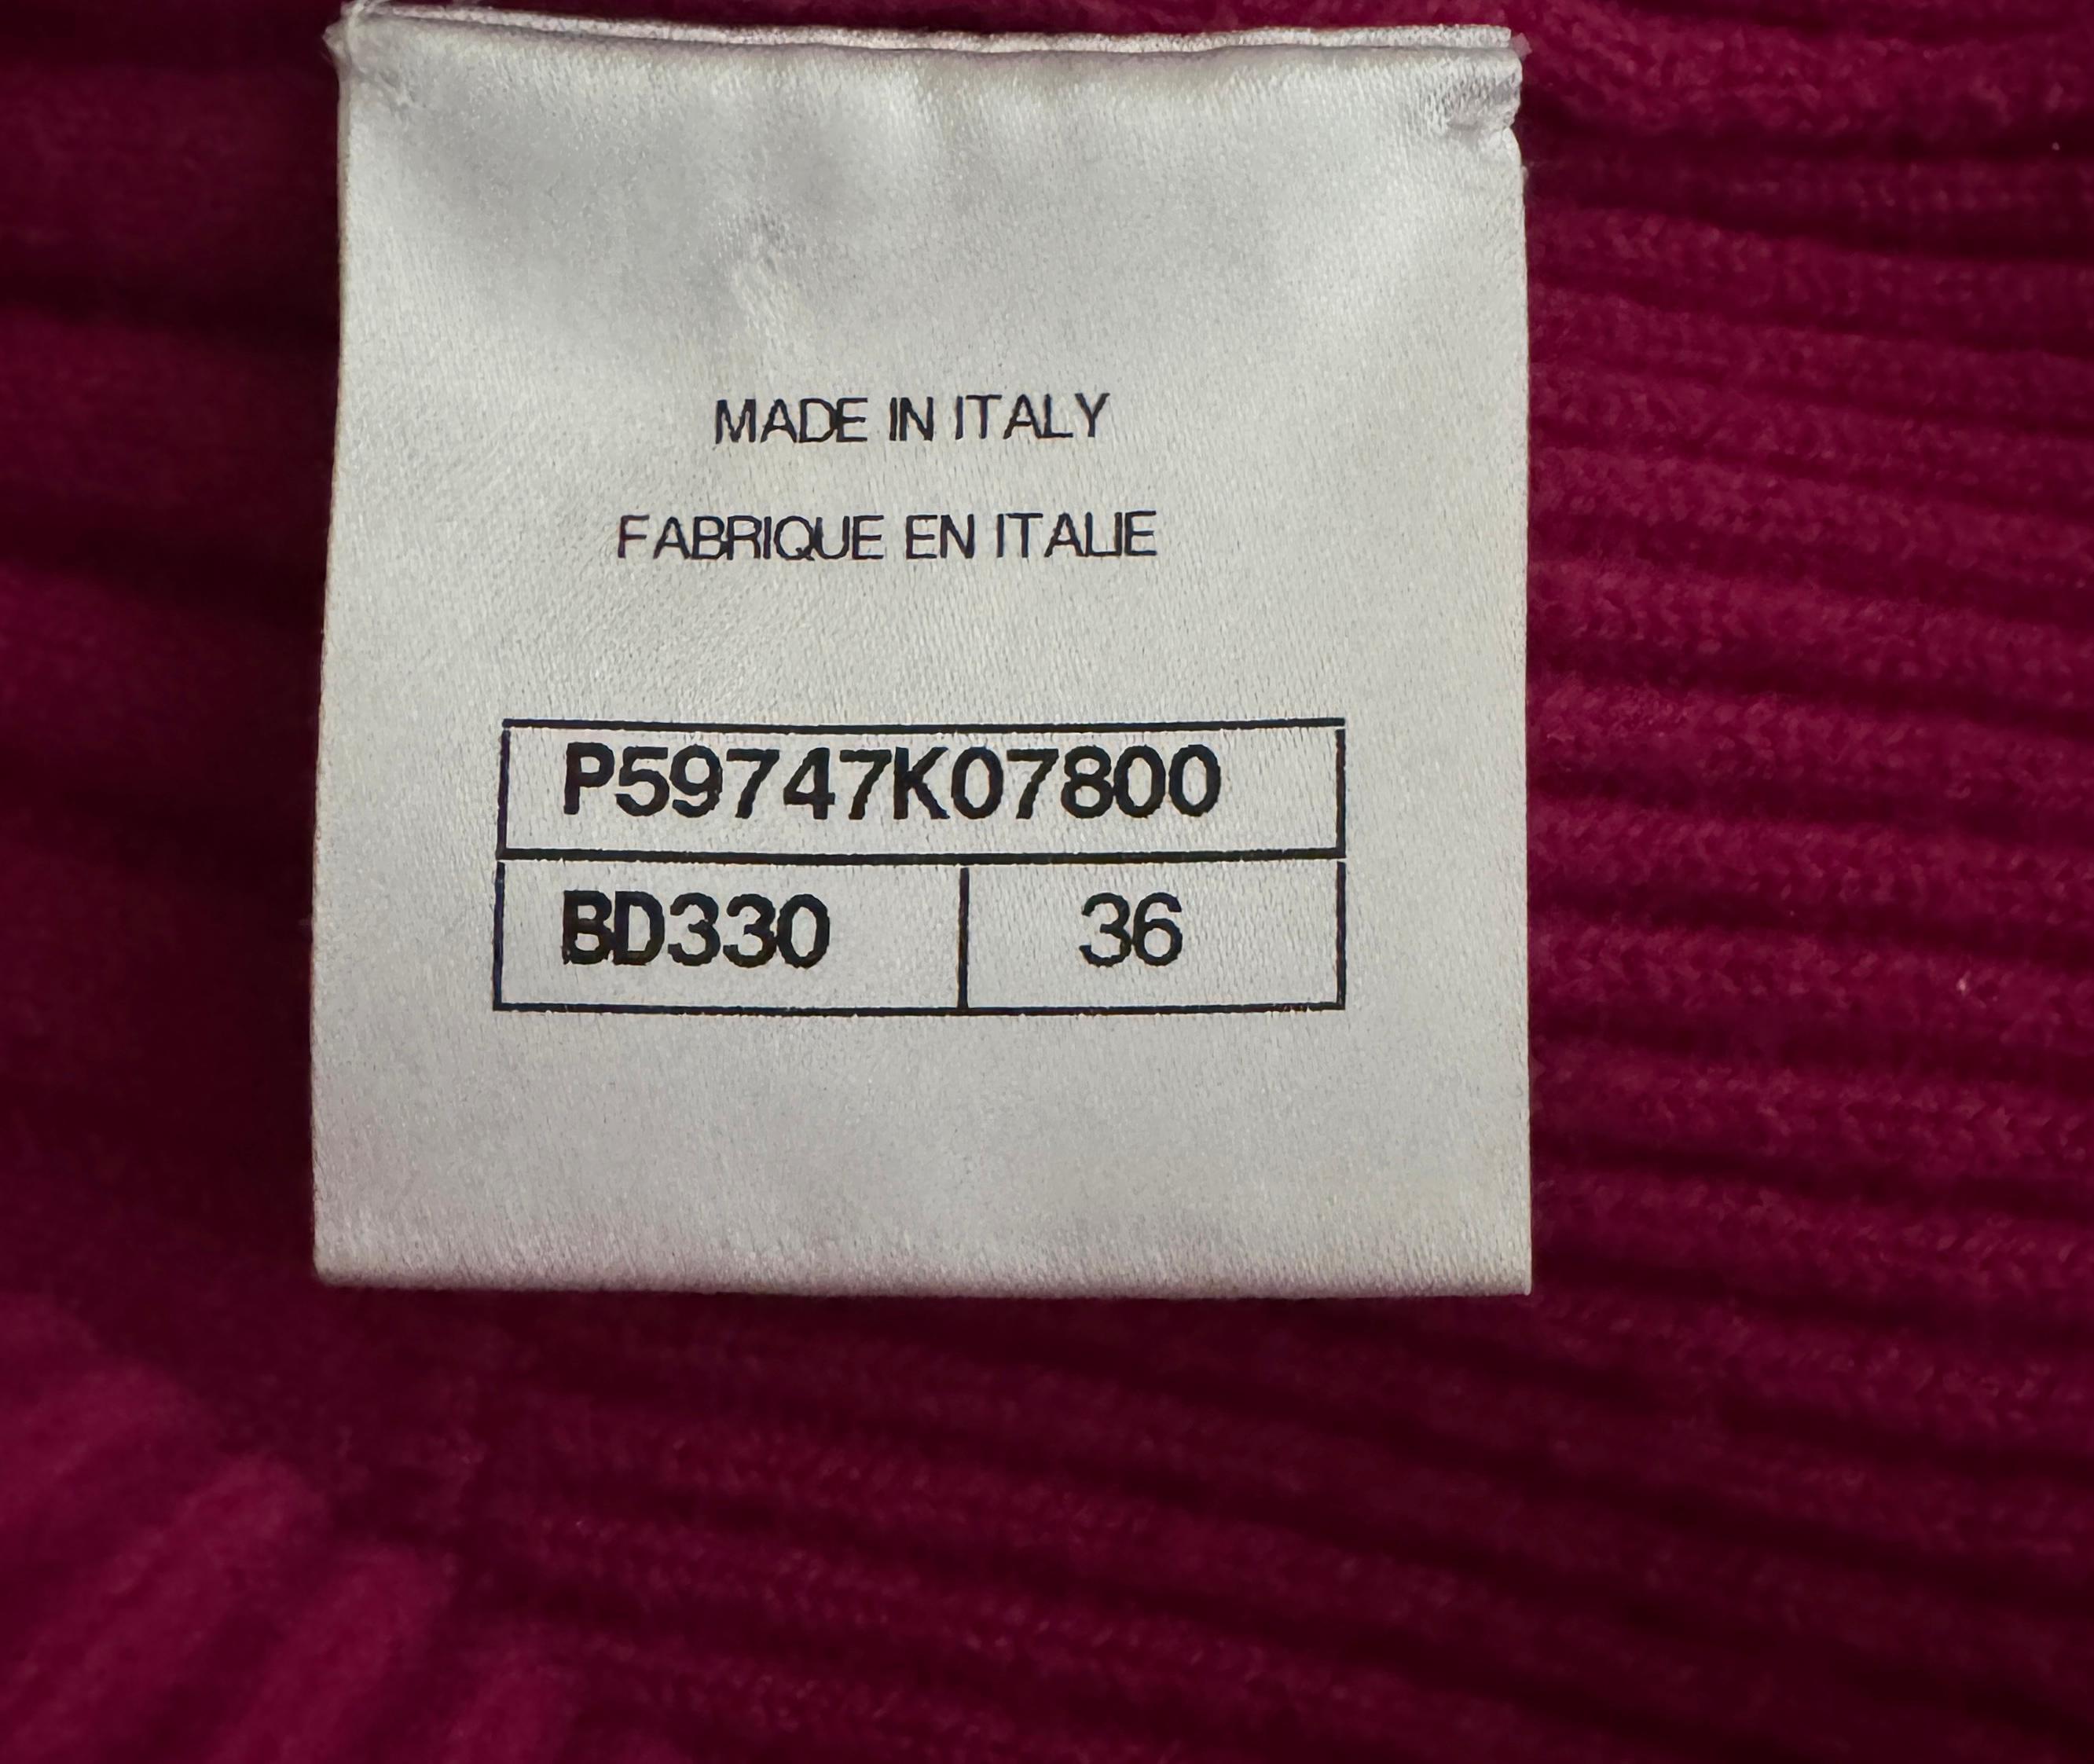 MADE IN ITALY
FABRIQUE EN ITALIE
P59747K07800
BD330 36